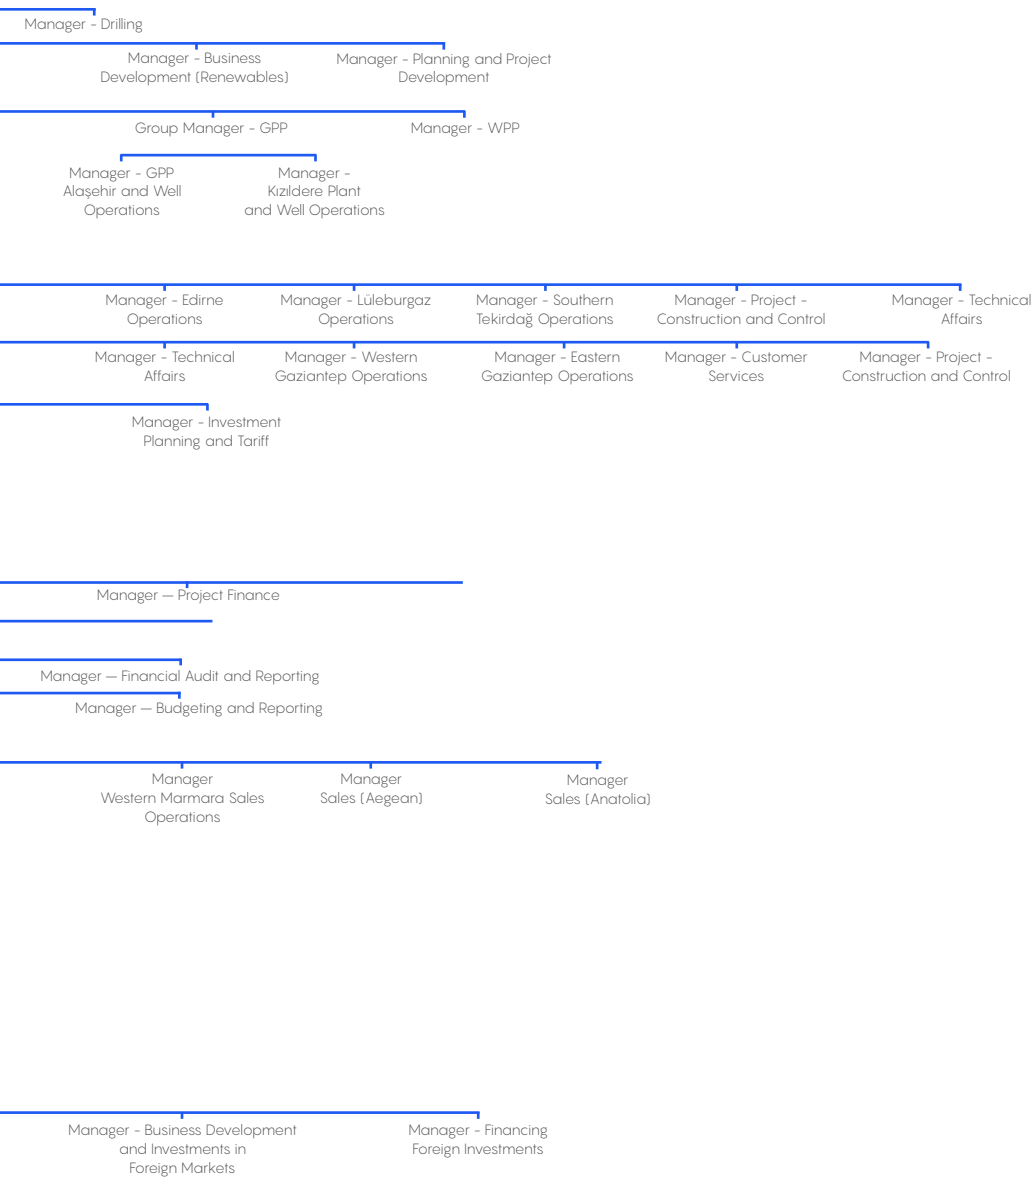 Manager - Drilling
Manager - Business
Development (Renewables)
Manager - Planning and Project
Development
Group Manager - GPP
Manager - WPP
Manager - GPP
Alaşehir and Well
Operations
Manager -
Kızıldere Plant
and Well Operations
Manager - Edirne
Operations
Manager - Lüleburgaz
Operations
Manager - Southern
Tekirdağ Operations
Manager - Project -
Construction and Control
Manager - Technical
Affairs
Manager - Technical
Affairs
Manager - Western
Gaziantep Operations
Manager - Eastern
Gaziantep Operations
Manager - Customer
Services
Manager - Project -
Construction and Control
Manager - Investment
Planning and Tariff
Manager — Project Finance
Manager — Financial Audit and Reporting
Manager — Budgeting and Reporting
Manager
Western Marmara Sales
Operations
Manager
Sales (Aegean)
Manager
Sales (Anatolia)
Manager - Business Development
and Investments in
Foreign Markets
Manager - Financing
Foreign Investments